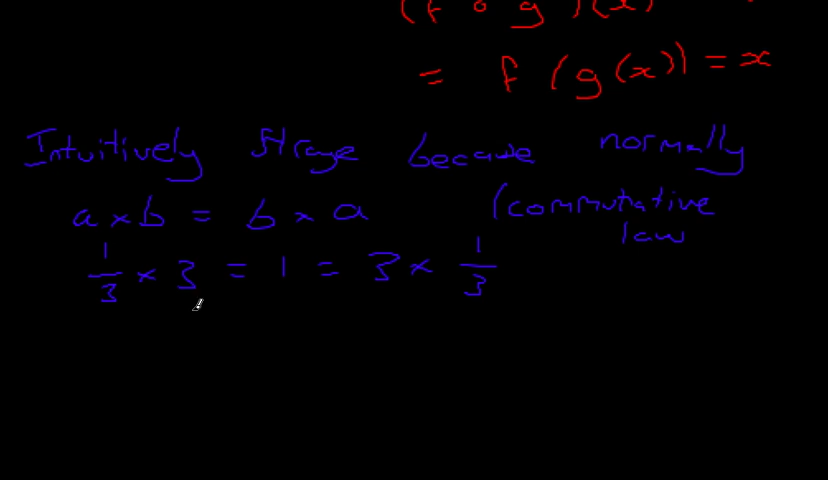 (f o g)(x)
= f(g(x)) = x
Intuitively strange because normally
a × b = b × a (commutative
law
1/3 × 3 = 1 = 3 × 1/3